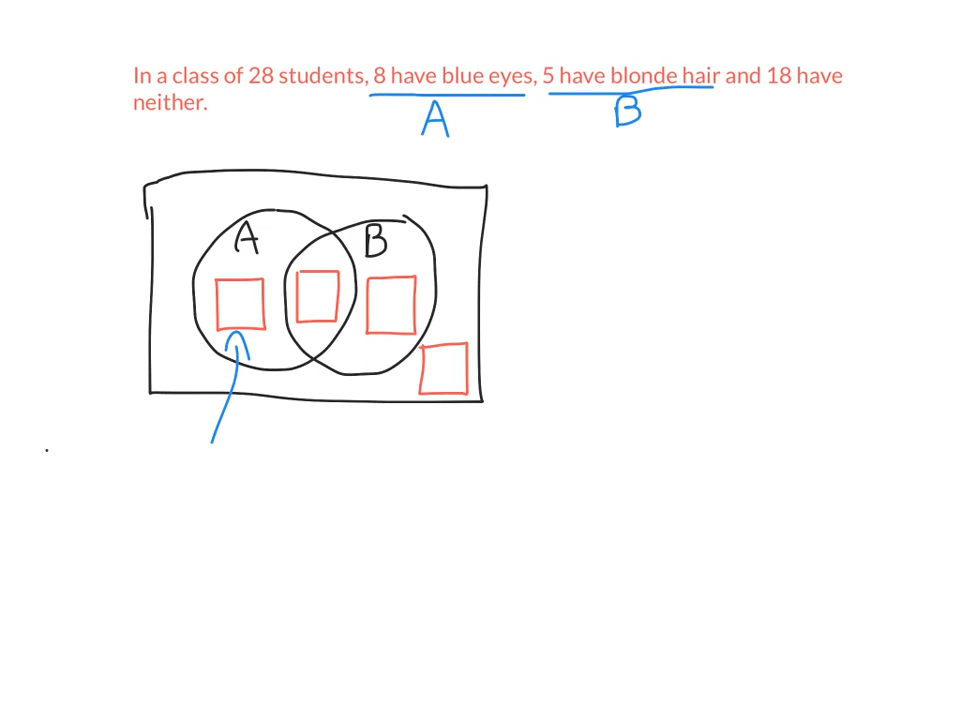 In a class of 28 students, 8 have blue eyes, 5 have blonde hair and 18 have
neither.
A B
A B